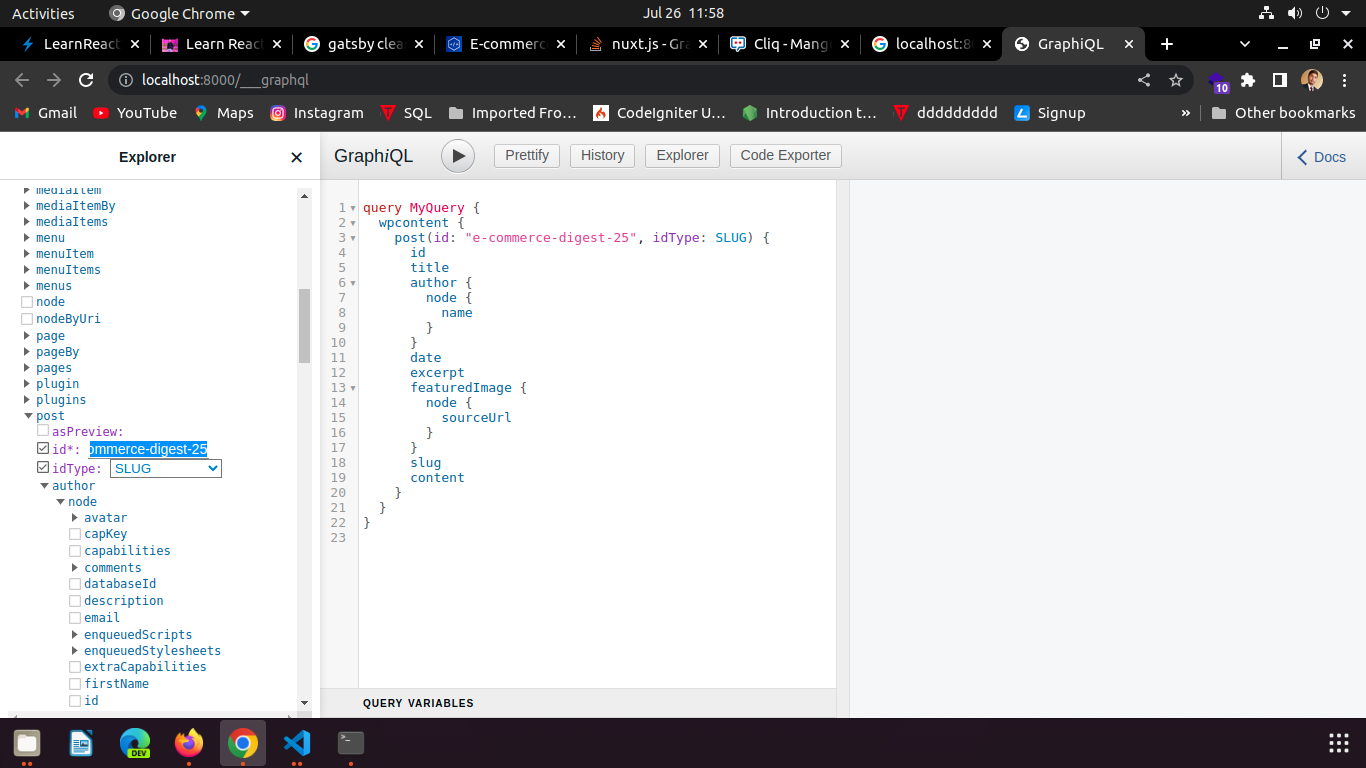 Activities Google Chrome Jul 26 11:58
LearnReact Learn React gatsby clea E-commerce nuxt.js - Gra Cliq - Mang localhost:80 GraphiQL
localhost:8000/___graphql
10
Gmail YouTube Maps Instagram SQL Imported Fro… CodeIgniter U… Introduction t… ddddddddd Signup » Other bookmarks
Explorer
GraphiQL Prettify History Explorer Code Exporter Docs
mediaItem
mediaItemBy
mediaItems
menu
menuItem
menuItems
menus
node
nodeByUri
page
pageBy
pages
plugin
plugins
post
asPreview:
id*: ommerce-digest-25
idType: SLUG
author
node
avatar
capKey
capabilities
comments
databaseId
description
email
enqueuedScripts
enqueuedStylesheets
extraCapabilities
firstName
id
1 query MyQuery {
2 wpcontent {
3 post(id: "e-commerce-digest-25", idType: SLUG) {
4 id
5 title
6 author {
7 node {
8 name
9 }
10 }
11 date
12 excerpt
13 featuredImage {
14 node {
15 sourceUrl
16 }
17 }
18 slug
19 content
20 }
21 }
22 }
23
QUERY VARIABLES
DEV